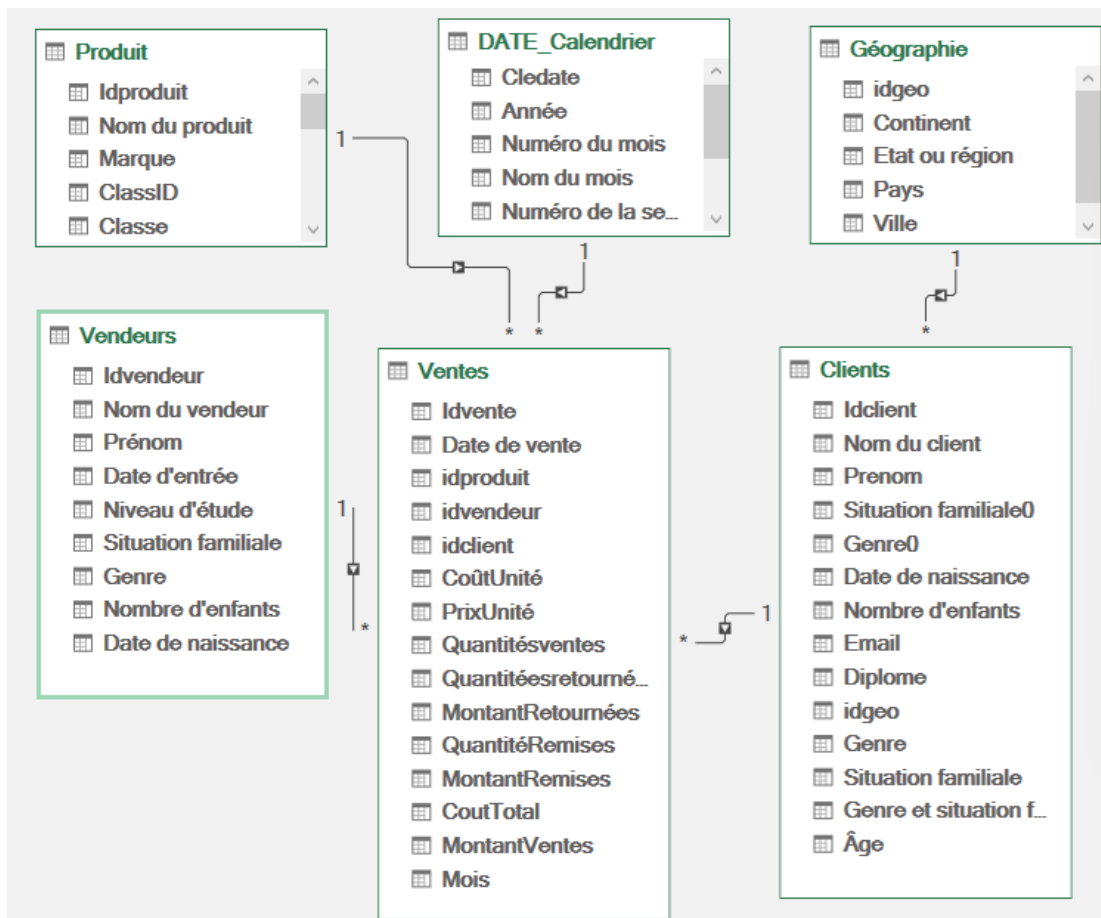 Produit
Idproduit
Nom du produit
Marque
ClassID
Classe
DATE_Calendrier
Cledate
Année
Numéro du mois
Nom du mois
Numéro de la se...
Géographie
idgeo
Continent
Etat ou région
Pays
Ville
1
1
1
*
*
*
Vendeurs
Idvendeur
Nom du vendeur
Prénom
Date d'entrée
Niveau d'étude
Situation familiale
Genre
Nombre d'enfants
Date de naissance
1
*
Ventes
Idvente
Date de vente
idproduit
idvendeur
idclient
CoûtUnité
PrixUnité
Quantitésventes
Quantitéesretourné...
MontantRetournées
QuantitéRemises
MontantRemises
CoutTotal
MontantVentes
Mois
*
1
Clients
Idclient
Nom du client
Prenom
Situation familiale0
Genre0
Date de naissance
Nombre d'enfants
Email
Diplome
idgeo
Genre
Situation familiale
Genre et situation f...
Âge